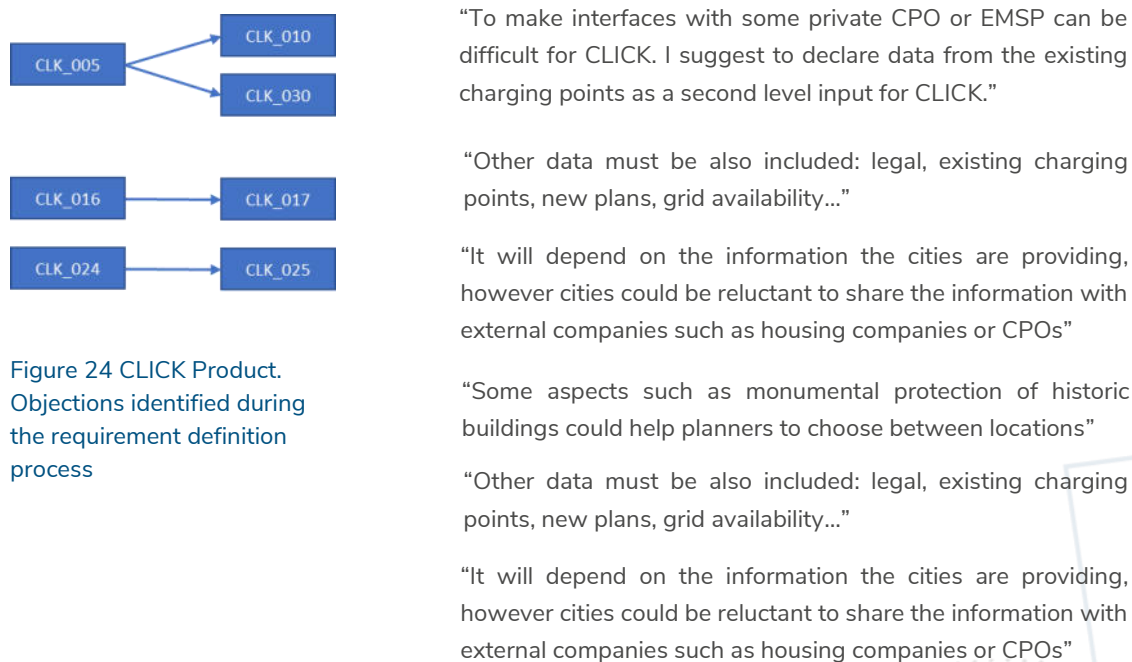 CLK_005
CLK_010
CLK_030
CLK_016
CLK_017
CLK_024
CLK_025
Figure 24 CLICK Product.
Objections identified during
the requirement definition
process
“To make interfaces with some private CPO or EMSP can be
difficult for CLICK. I suggest to declare data from the existing
charging points as a second level input for CLICK.”
“Other data must be also included: legal, existing charging
points, new plans, grid availability…”
“It will depend on the information the cities are providing,
however cities could be reluctant to share the information with
external companies such as housing companies or CPOs”
“Some aspects such as monumental protection of historic
buildings could help planners to choose between locations”
“Other data must be also included: legal, existing charging
points, new plans, grid availability…”
“It will depend on the information the cities are providing,
however cities could be reluctant to share the information with
external companies such as housing companies or CPOs”